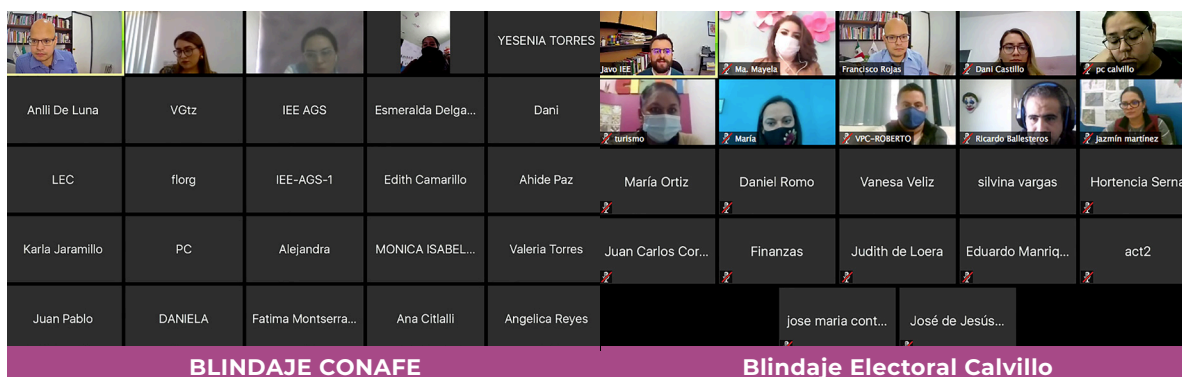 YESENIA TORRES
Anlli De Luna
VGtz
IEE AGS
Esmeralda Delga...
Dani
LEC
florg
IEE-AGS-1
Edith Camarillo
Ahide Paz
Karla Jaramillo
PC
Alejandra
MONICA ISABEL...
Valeria Torres
Juan Pablo
DANIELA
Fatima Montserra...
Ana Citlalli
Angelica Reyes
BLINDAJE CONAFE
Javo IEE
Ma. Mayela
Francisco Rojas
Dani Castillo
pc calvillo
turismo
María
VPC-ROBERTO
Ricardo Ballesteros
jazmín martínez
María Ortiz
Daniel Romo
Vanesa Veliz
silvina vargas
Hortencia Serna
Juan Carlos Cor...
Finanzas
Judith de Loera
Eduardo Manriq...
act2
jose maria cont...
José de Jesús...
Blindaje Electoral Calvillo